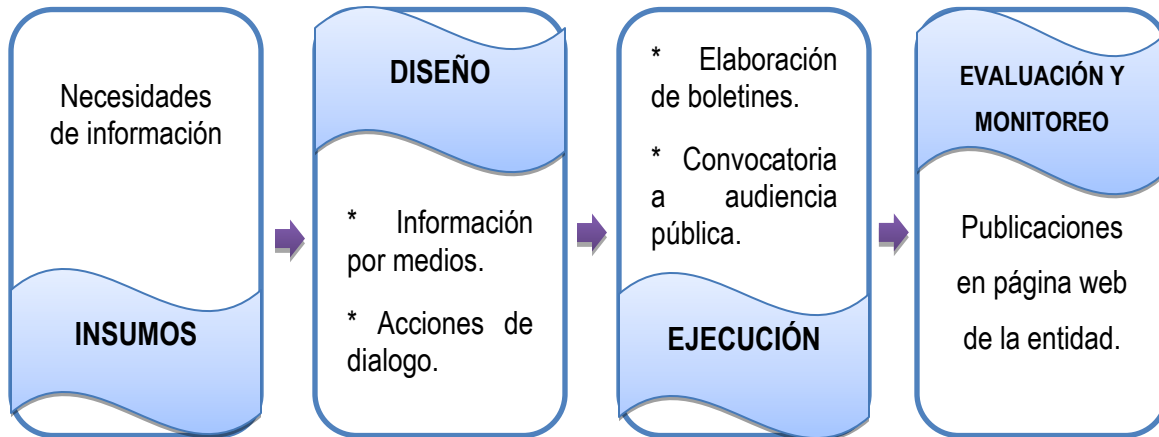 Necesidades
de información
INSUMOS
DISEÑO
* Información
por medios.
* Acciones de
dialogo.
* Elaboración
de boletines.
* Convocatoria
a audiencia
pública.
EJECUCIÓN
EVALUACIÓN Y
MONITOREO
Publicaciones
en página web
de la entidad.